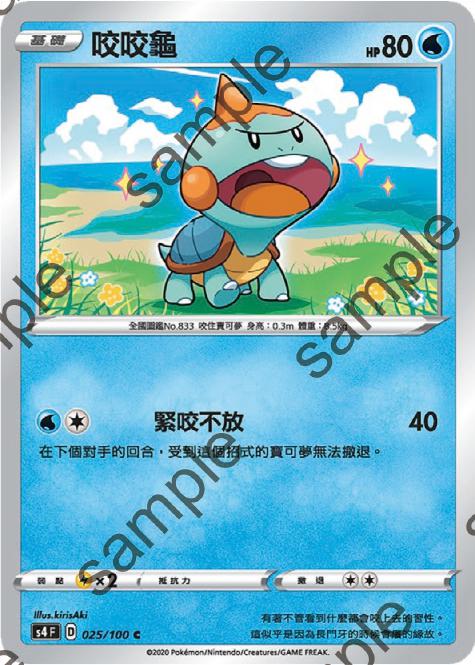 基礎 咬咬龜 HP80
全國圖鑑No.833 咬住寶可夢 身高:0.3m 體重:8.5kg
緊咬不放 40
在下個對手的回合,受到這個招式的寶可夢無法撤退。
弱點 ×2 抵抗力 撤退
Illus.kirisAki
s4 F D 025/100 C
有著不管看到什麼都會咬上去的習性。
這似乎是因為長門牙的時候會癢的緣故。
©2020 Pokémon/Nintendo/Creatures/GAME FREAK.
sample
sample
sample
sample
sample